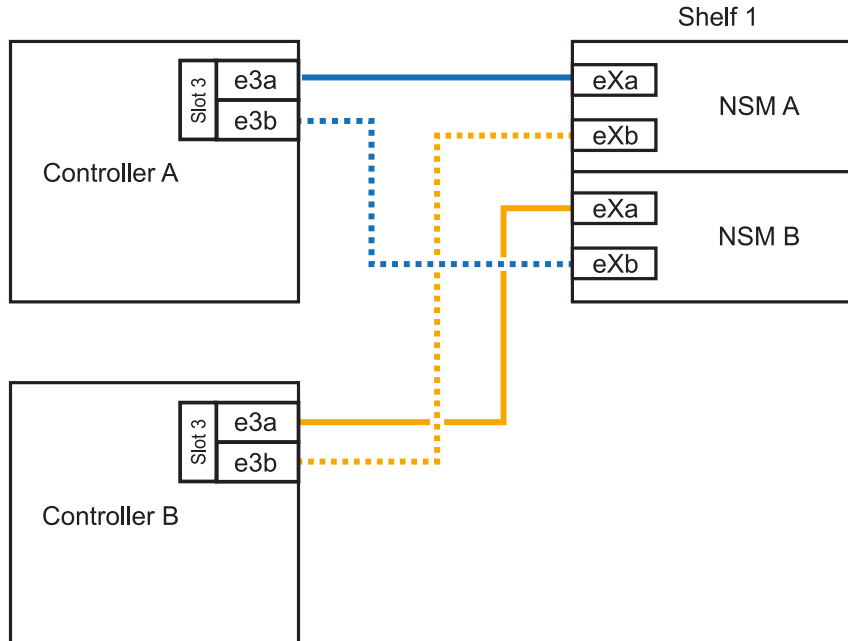 Shelf 1
Slot 3
e3a
e3b
Controller A
eXa
eXb
NSM A
eXa
eXb
NSM B
Slot 3
e3a
e3b
Controller B